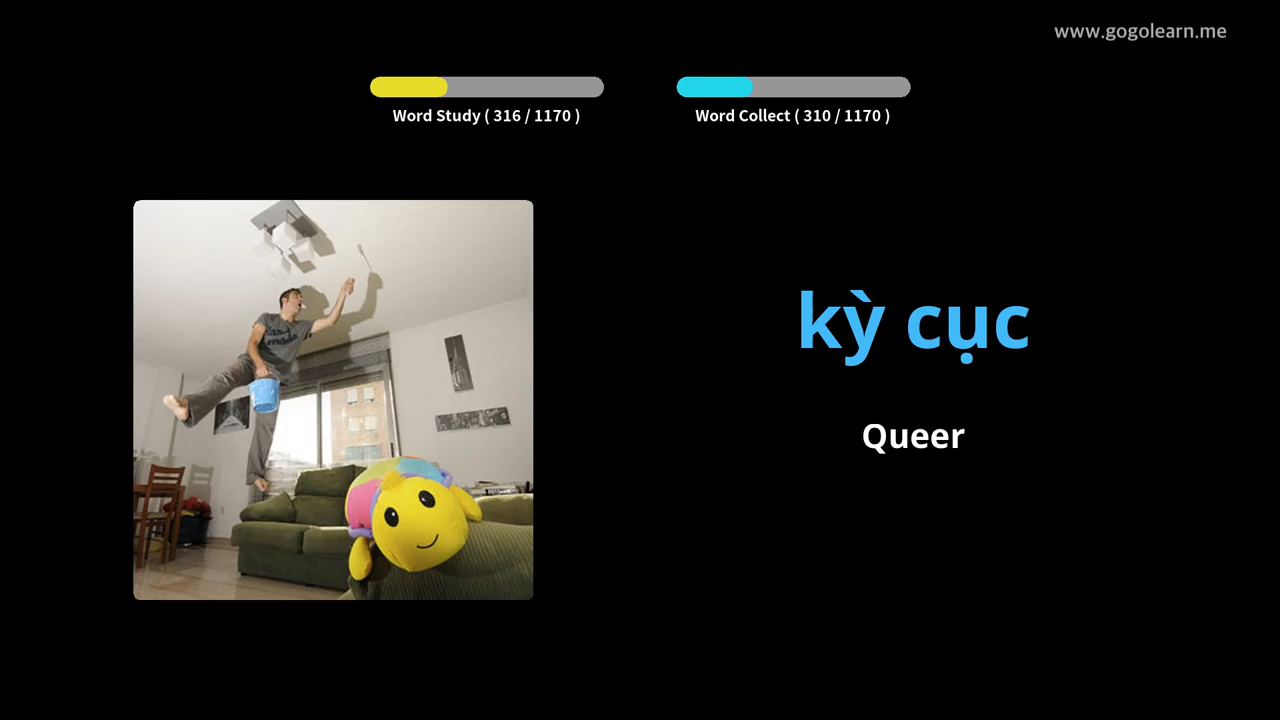 www.gogolearn.me
Word Study ( 316 / 1170 )
Word Collect ( 310 / 1170 )
kỳ cục
Queer